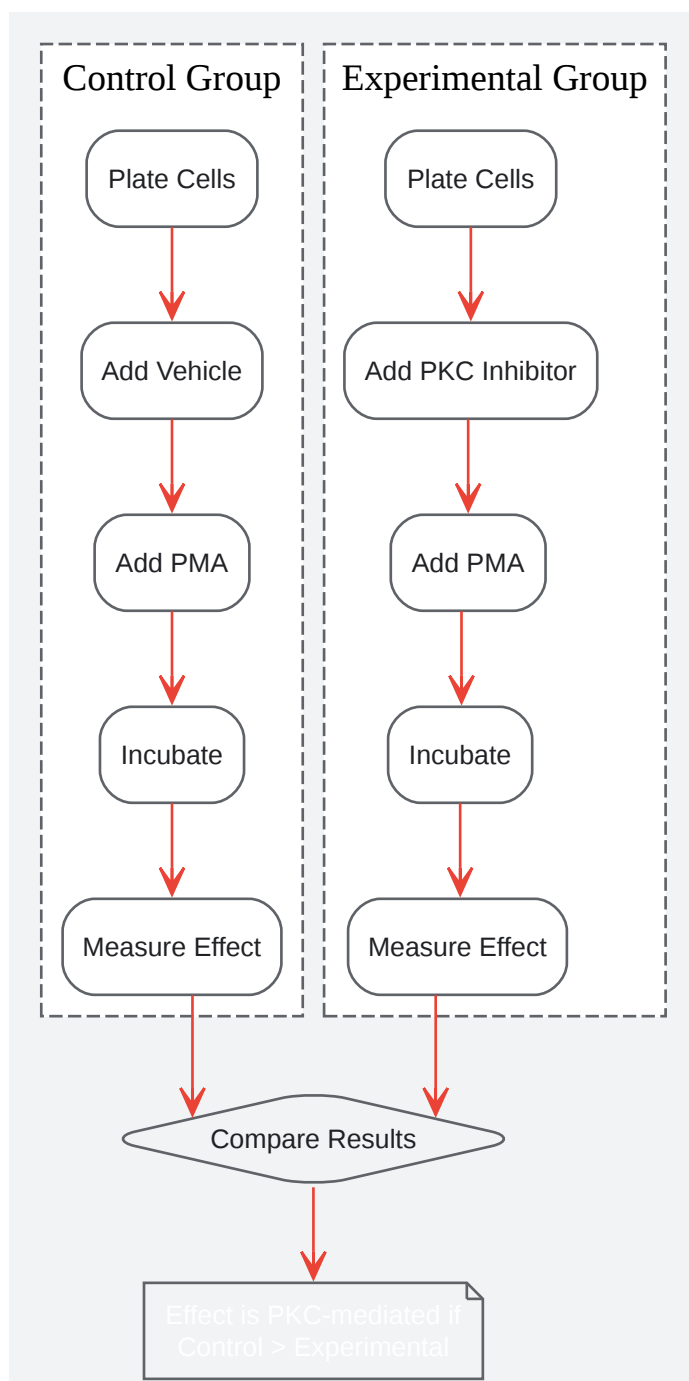 Control Group
Plate Cells
Add Vehicle
Add PMA
Incubate
Measure Effect
Experimental Group
Plate Cells
Add PKC Inhibitor
Add PMA
Incubate
Measure Effect
Compare Results
Effect is PKC-mediated if
Control > Experimental